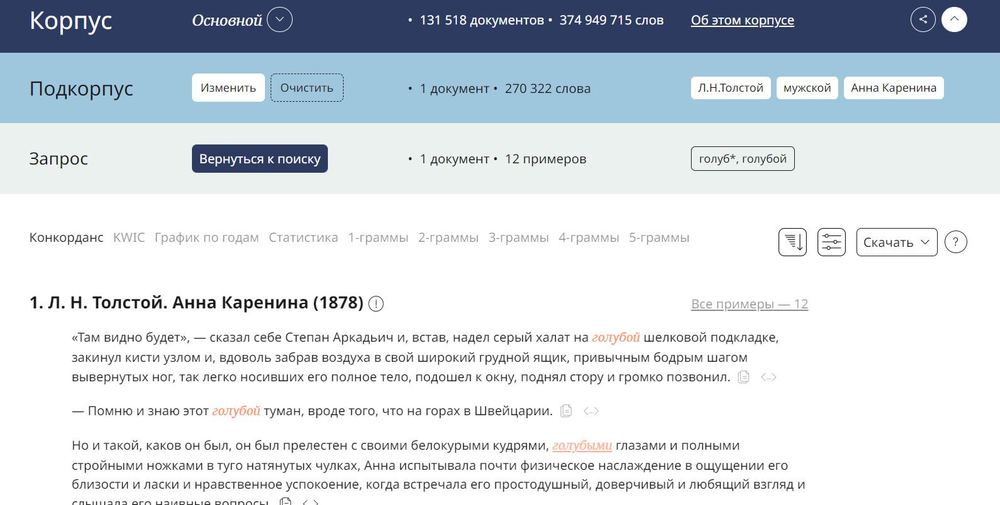 Корпус Основной • 131 518 документов • 374 949 715 слов Об этом корпусе
Подкорпус Изменить Очистить • 1 документ • 270 322 слова Л.Н.Толстой мужской Анна Каренина
Запрос Вернуться к поиску • 1 документ • 12 примеров голуб*, голубой
Конкорданс KWIC График по годам Статистика 1-граммы 2-граммы 3-граммы 4-граммы 5-граммы Скачать ?
1. Л. Н. Толстой. Анна Каренина (1878) ! Все примеры — 12
«Там видно будет», — сказал себе Степан Аркадьич и, встав, надел серый халат на голубой шелковой подкладке,
закинул кисти узлом и, вдоволь забрав воздуха в свой широкий грудной ящик, привычным бодрым шагом
вывернутых ног, так легко носивших его полное тело, подошел к окну, поднял стору и громко позвонил. <...>
— Помню и знаю этот голубой туман, вроде того, что на горах в Швейцарии. <...>
Но и такой, каков он был, он был прелестен с своими белокурыми кудрями, голубыми глазами и полными
стройными ножками в туго натянутых чулках, Анна испытывала почти физическое наслаждение в ощущении его
близости и ласки и нравственное успокоение, когда встречала его простодушный, доверчивый и любящий взгляд и
слышала его наивные вопросы.